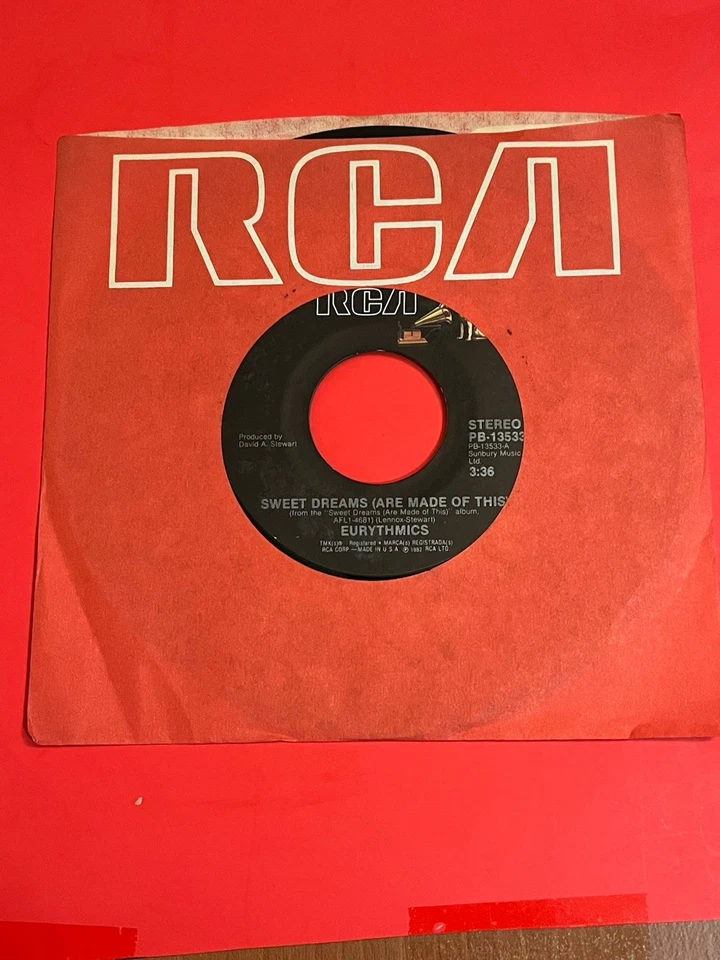 RCA
RCA
Produced by
David A. Stewart
STEREO
PB-13533
PB-13533-A
Sunbury Music
Ltd.
3:36
SWEET DREAMS (ARE MADE OF THIS)
(from the "Sweet Dreams (Are Made of This)" album,
AFL1-4681) (Lennox-Stewart)
EURYTHMICS
TMK(s)® Registered • MARCA(s) REGISTRADA(s)
RCA CORP.—MADE IN U.S.A. ℗ 1983 RCA LTD.